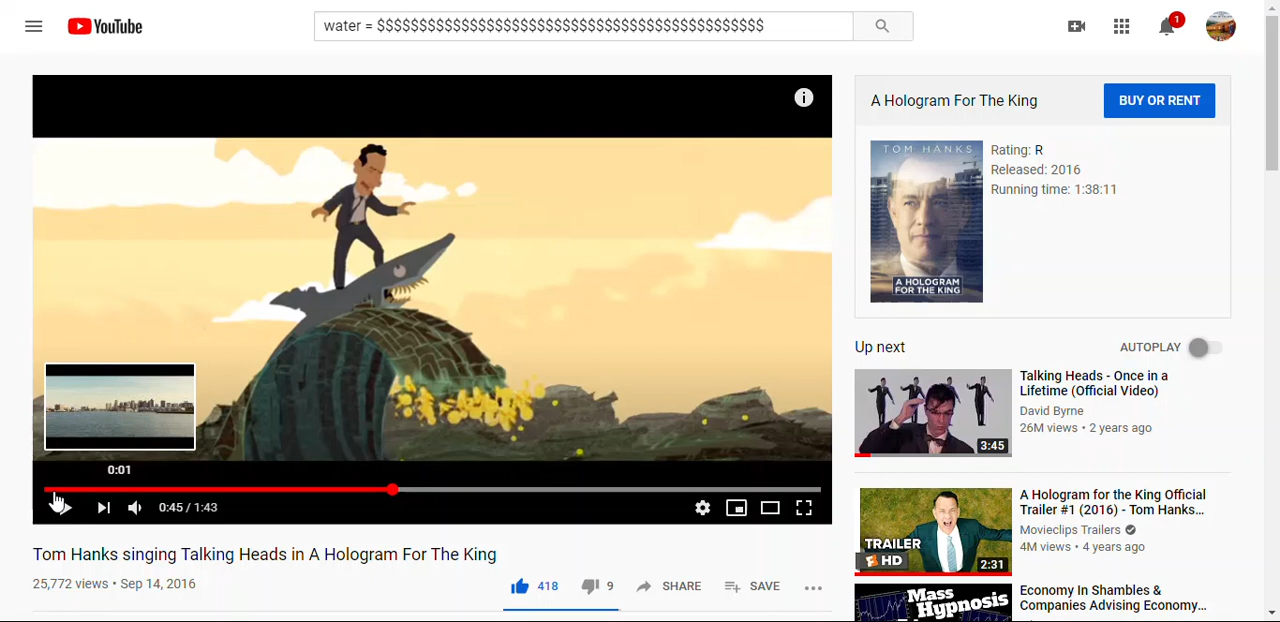 YouTube
water = $$$$$$$$$$$$$$$$$$$$$$$$$$$$$$$$$$$$$$$$$$$$$$$
1
i
A Hologram For The King
BUY OR RENT
TOM HANKS
A HOLOGRAM
FOR THE KING
Rating: R
Released: 2016
Running time: 1:38:11
0:01
0:45 / 1:43
Tom Hanks singing Talking Heads in A Hologram For The King
25,772 views • Sep 14, 2016
418
9
SHARE
SAVE
Up next
AUTOPLAY
3:45
Talking Heads - Once in a
Lifetime (Official Video)
David Byrne
26M views • 2 years ago
TRAILER
HD
2:31
A Hologram for the King Official
Trailer #1 (2016) - Tom Hanks...
Movieclips Trailers
4M views • 4 years ago
Mass
Hypnosis
Economy In Shambles &
Companies Advising Economy...